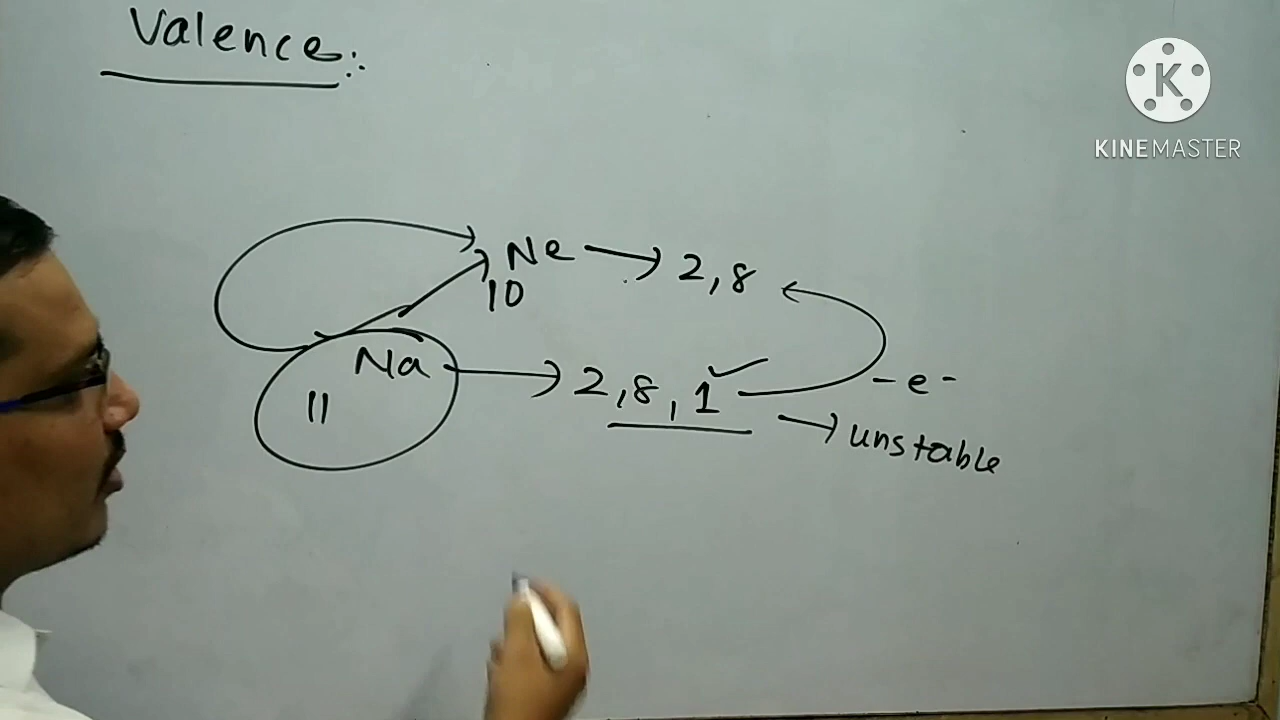 Valence:
K
KINEMASTER
Ne → 2,8
10
Na → 2,8,1 ✓ -e-
11
→ unstable